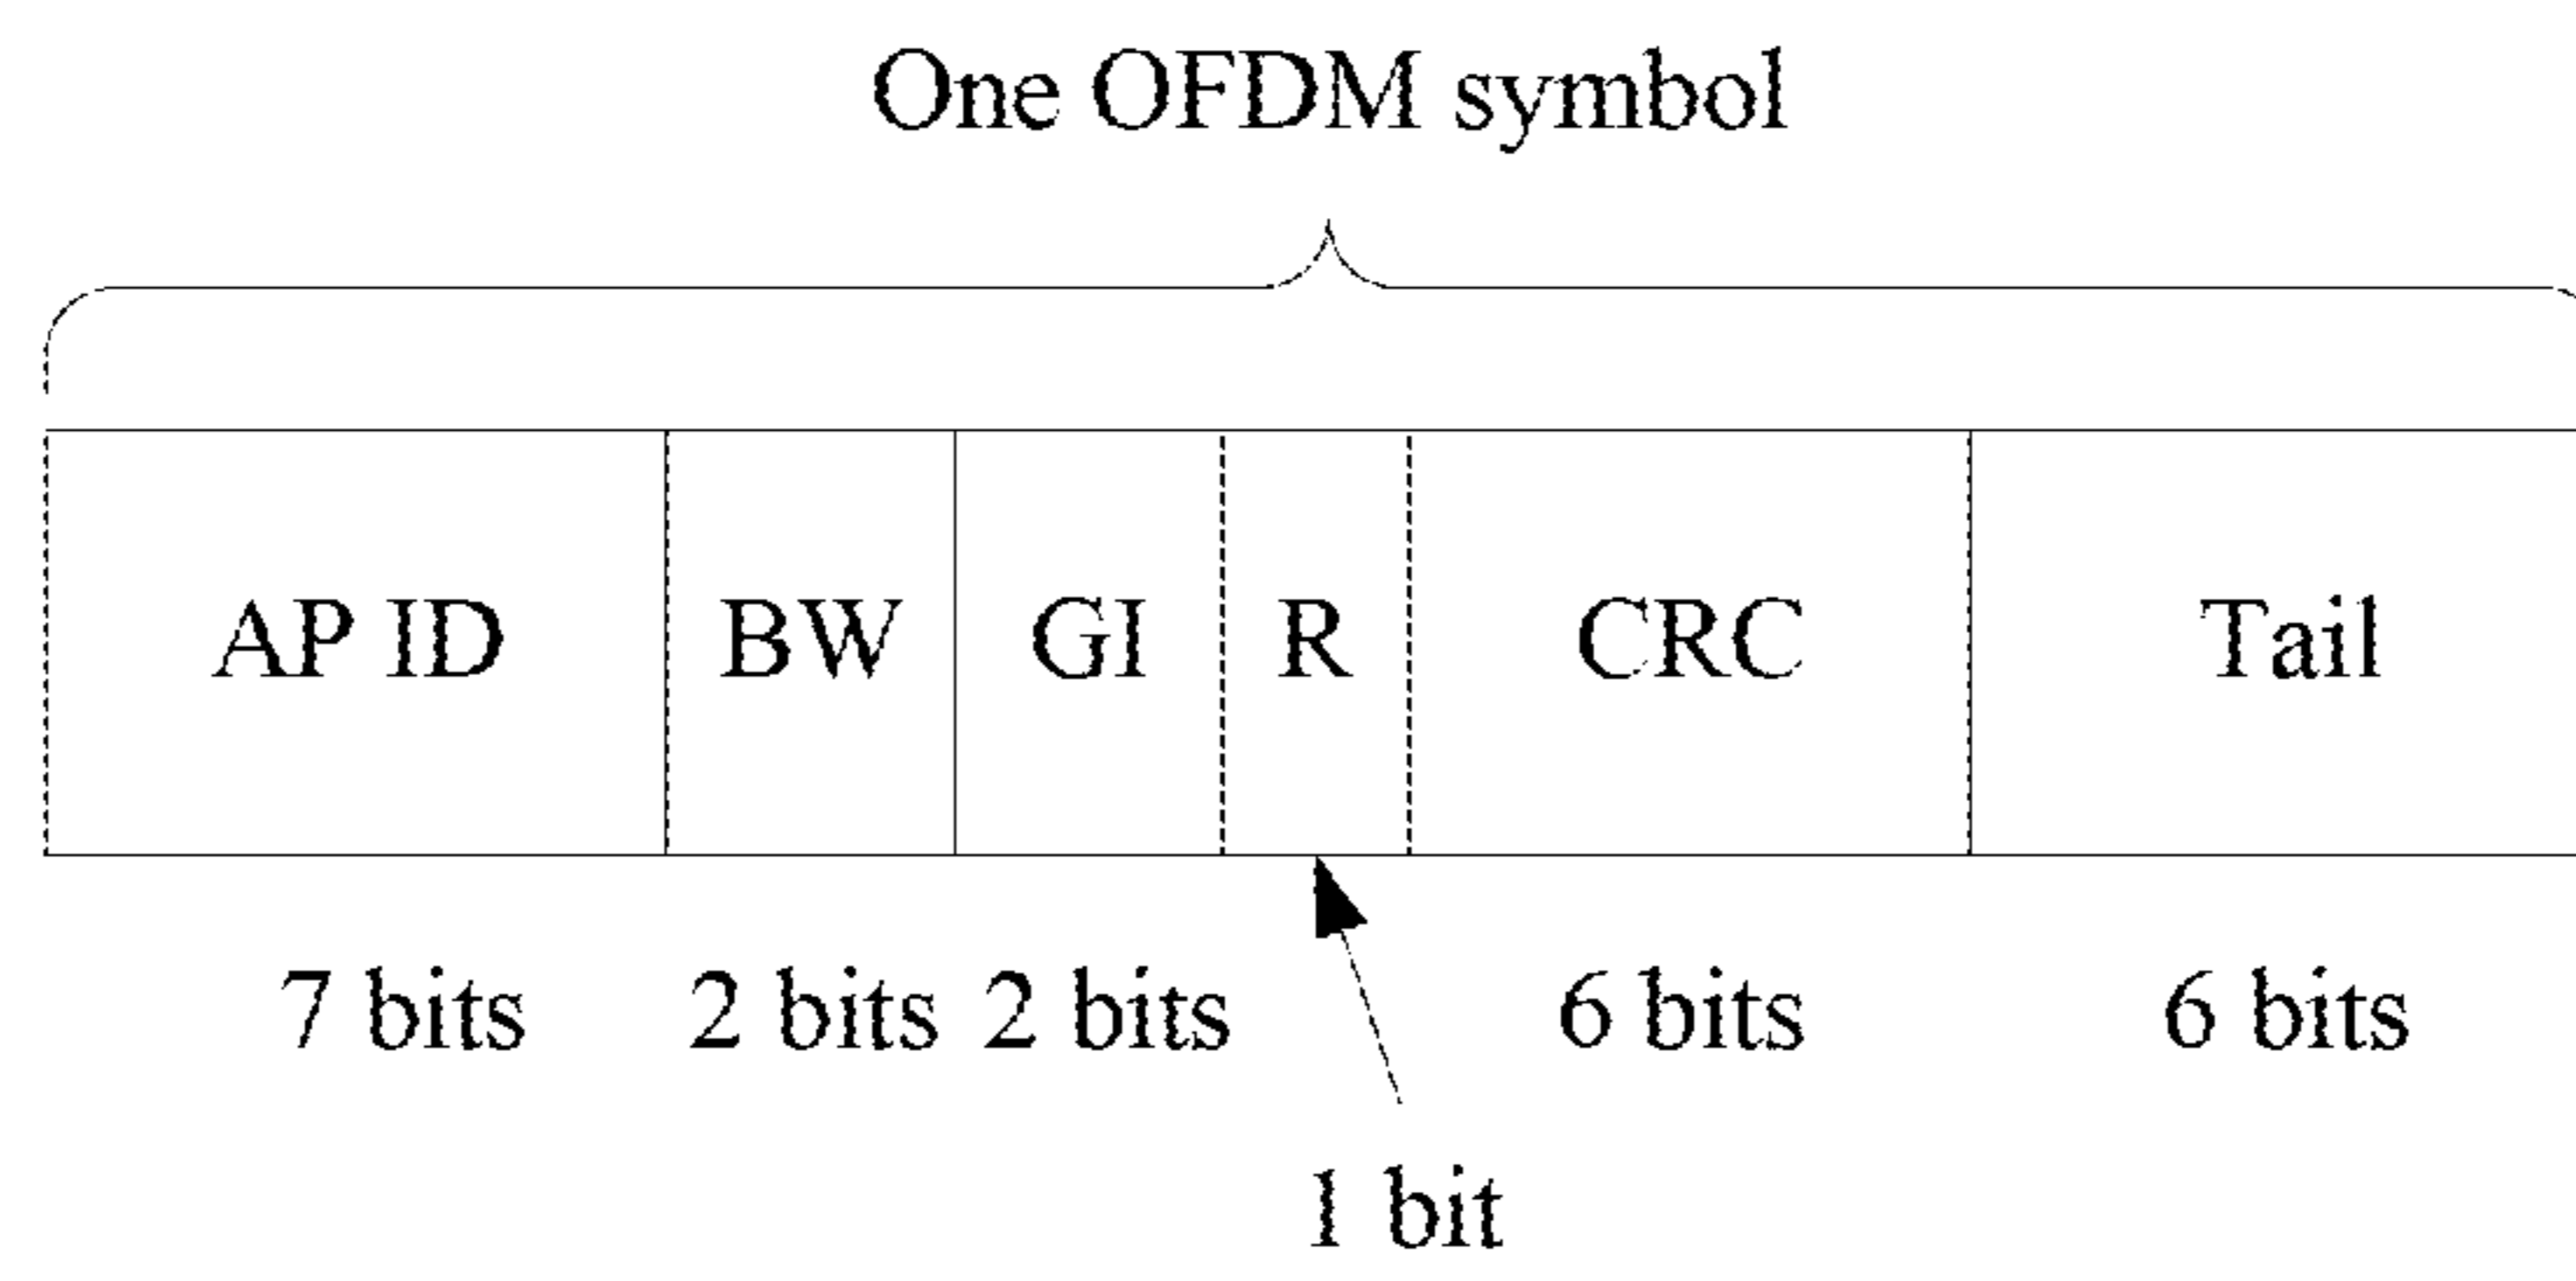 One OFDM symbol
AP ID BW GI R CRC Tail
7 bits 2 bits 2 bits 6 bits 6 bits
1 bit